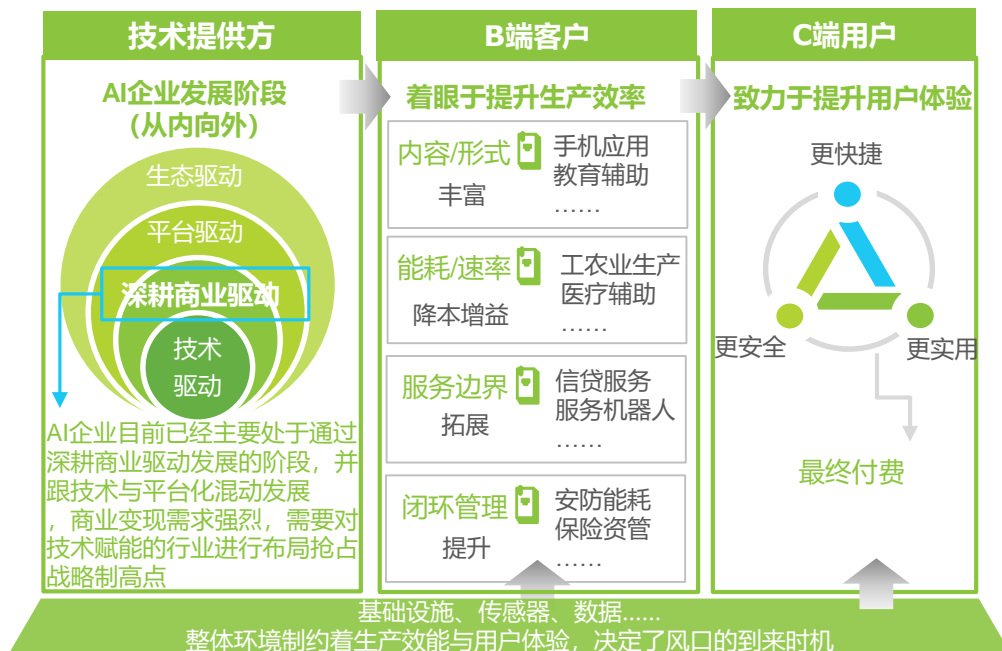 技术提供方
AI企业发展阶段
（从内向外）
生态驱动
平台驱动
深耕商业驱动
技术
驱动
AI企业目前已经主要处于通过
深耕商业驱动发展的阶段，并
跟技术与平台化混动发展
，商业变现需求强烈，需要对
技术赋能的行业进行布局抢占
战略制高点
B端客户
着眼于提升生产效率
内容/形式
丰富
手机应用
教育辅助
……
能耗/速率
降本增益
工农业生产
医疗辅助
……
服务边界
拓展
信贷服务
服务机器人
……
闭环管理
提升
安防能耗
保险资管
……
C端用户
致力于提升用户体验
更快捷
更安全
更实用
最终付费
基础设施、传感器、数据......
整体环境制约着生产效能与用户体验，决定了风口的到来时机